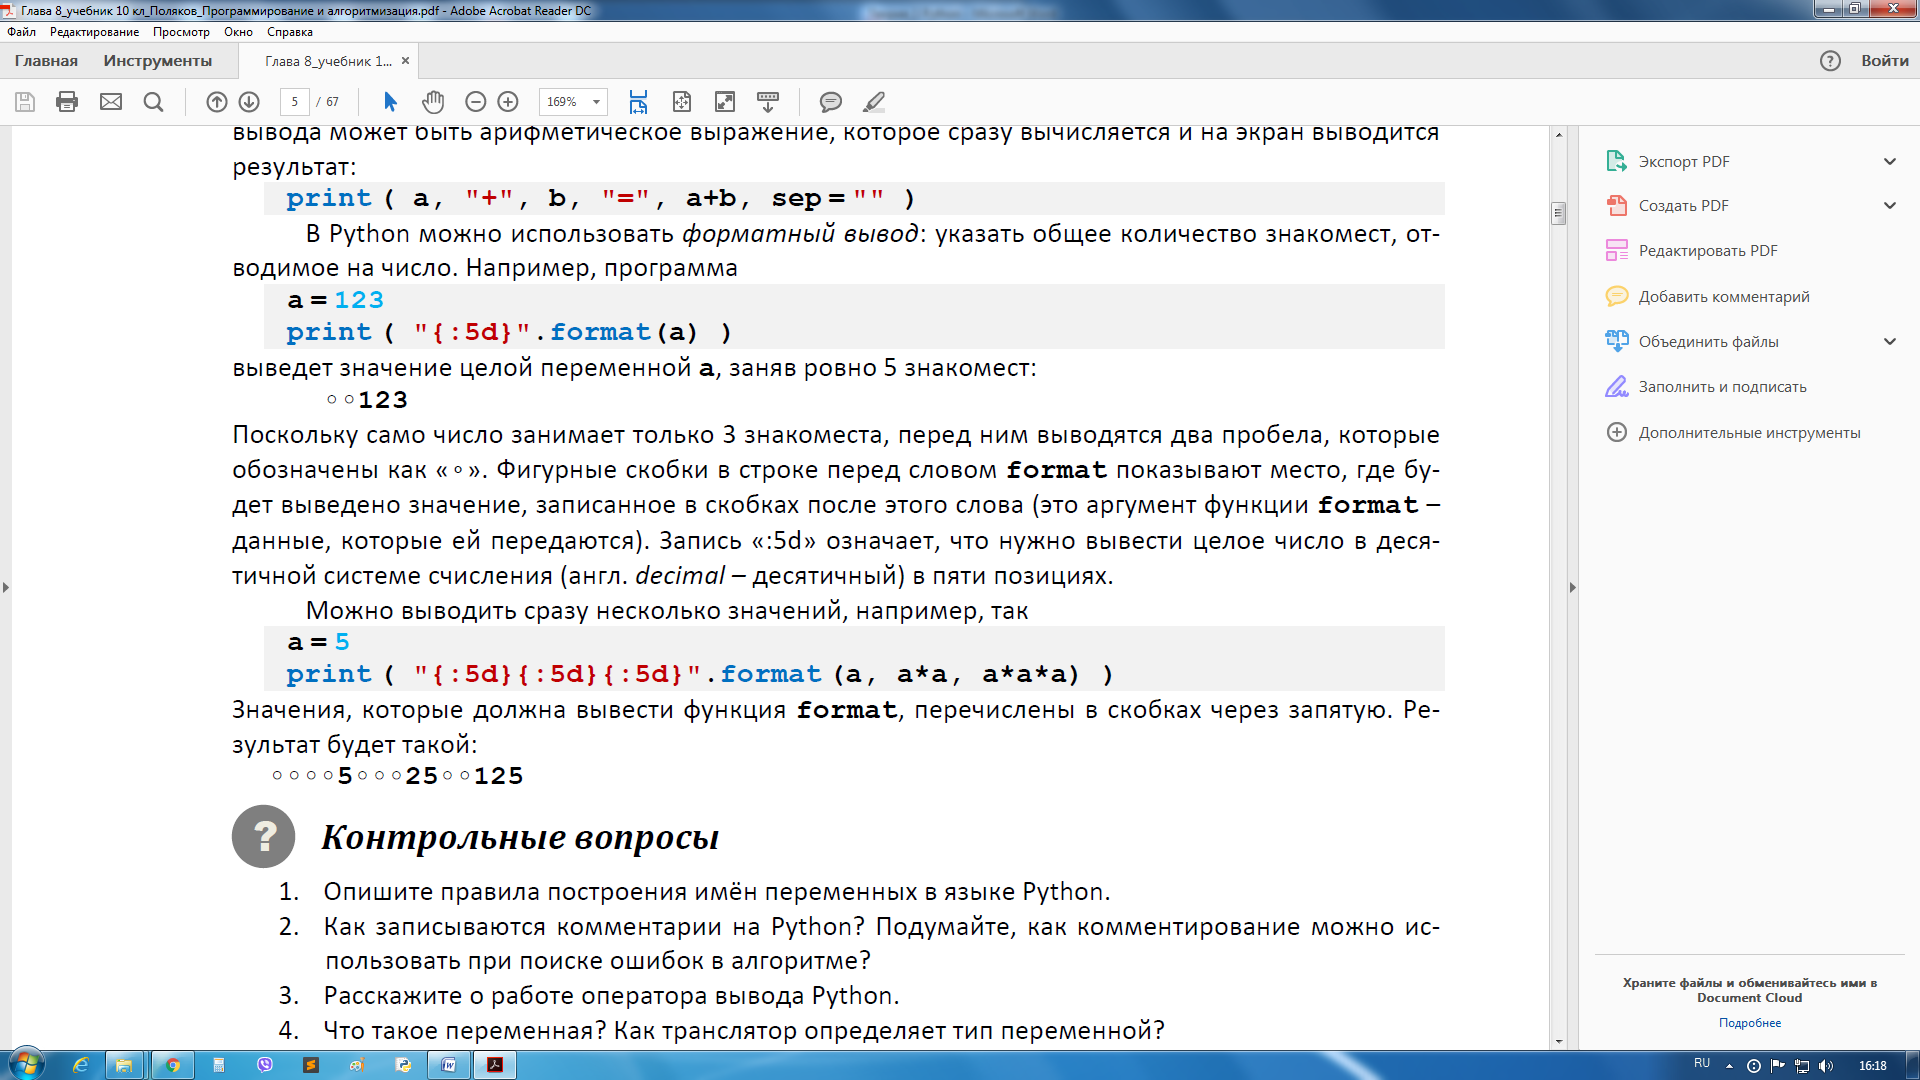 Глава 8_учебник 10 кл_Поляков_Программирование и алгоритмизация.pdf - Adobe Acrobat Reader DC
Файл Редактирование Просмотр Окно Справка
Главная Инструменты Глава 8_учебник 1... × Войти
5 / 67 169%
вывода может быть арифметическое выражение, которое сразу вычисляется и на экран выводится
результат:
print ( a, "+", b, "=", a+b, sep = "" )
В Python можно использовать форматный вывод: указать общее количество знакомест, от-
водимое на число. Например, программа
a = 123
print ( "{:5d}".format(a) )
выведет значение целой переменной a, заняв ровно 5 знакомест:
◦◦123
Поскольку само число занимает только 3 знакоместа, перед ним выводятся два пробела, которые
обозначены как «◦». Фигурные скобки в строке перед словом format показывают место, где бу-
дет выведено значение, записанное в скобках после этого слова (это аргумент функции format –
данные, которые ей передаются). Запись «:5d» означает, что нужно вывести целое число в деся-
тичной системе счисления (англ. decimal – десятичный) в пяти позициях.
Можно выводить сразу несколько значений, например, так
a = 5
print ( "{:5d}{:5d}{:5d}".format (a, a*a, a*a*a) )
Значения, которые должна вывести функция format, перечислены в скобках через запятую. Ре-
зультат будет такой:
◦◦◦◦5◦◦◦25◦◦125
? Контрольные вопросы
1. Опишите правила построения имён переменных в языке Python.
2. Как записываются комментарии на Python? Подумайте, как комментирование можно ис-
пользовать при поиске ошибок в алгоритме?
3. Расскажите о работе оператора вывода Python.
4. Что такое переменная? Как транслятор определяет тип переменной?
Экспорт PDF
Создать PDF
Редактировать PDF
Добавить комментарий
Объединить файлы
Заполнить и подписать
Дополнительные инструменты
Храните файлы и обменивайтесь ими в
Document Cloud
Подробнее
RU 16:18